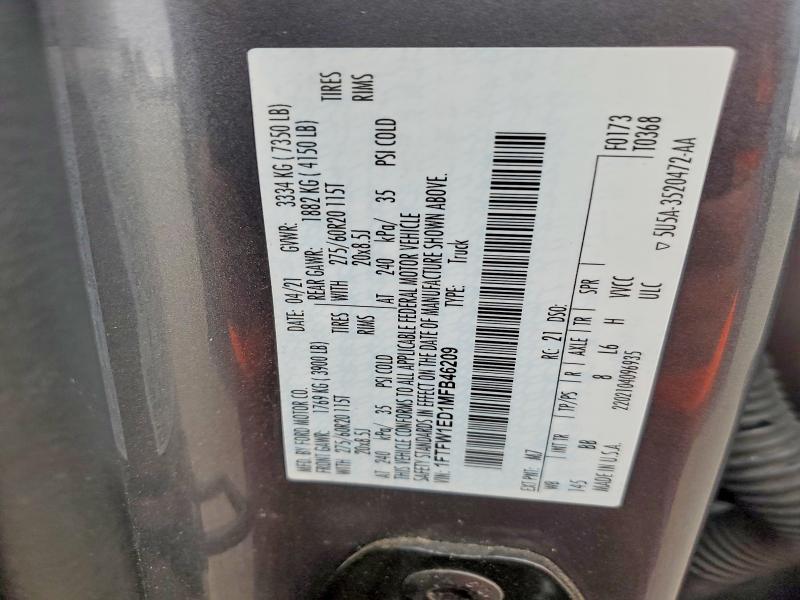 MFD. BY FORD MOTOR CO.
DATE: 04/21 GVWR: 3334 KG ( 7350 LB)
FRONT GAWR: 1769 KG ( 3900 LB) REAR GAWR: 1882 KG ( 4150 LB)
275/60R20 115T TIRES WITH 275/60R20 115T TIRES
20x8.5J RIMS 20x8.5J RIMS
AT 240 kPa/ 35 PSI COLD AT 240 kPa/ 35 PSI COLD
THIS VEHICLE CONFORMS TO ALL APPLICABLE FEDERAL MOTOR VEHICLE
SAFETY STANDARDS IN EFFECT ON THE DATE OF MANUFACTURE SHOWN ABOVE.
VIN: 1FTFW1ED1MFB46209 TYPE: Truck
EXT PNT: M7 RC: 21 DSO: F0173
WB INT TR TP/PS R AXLE TR SPR T0368
145 BB 8 L6 H VVCC
MADE IN U.S.A. 2202104096935 ULC ▽ 5U5A-3520472-AA